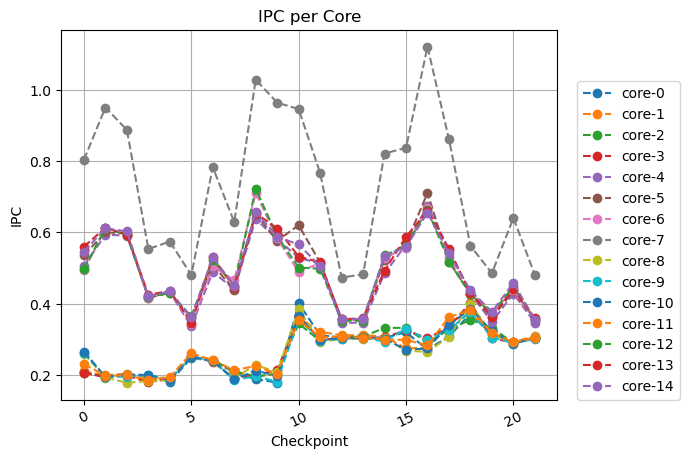 IPC per Core
IPC
1.0
0.8
0.6
0.4
0.2
0
5
10
15
20
Checkpoint
core-0
core-1
core-2
core-3
core-4
core-5
core-6
core-7
core-8
core-9
core-10
core-11
core-12
core-13
core-14